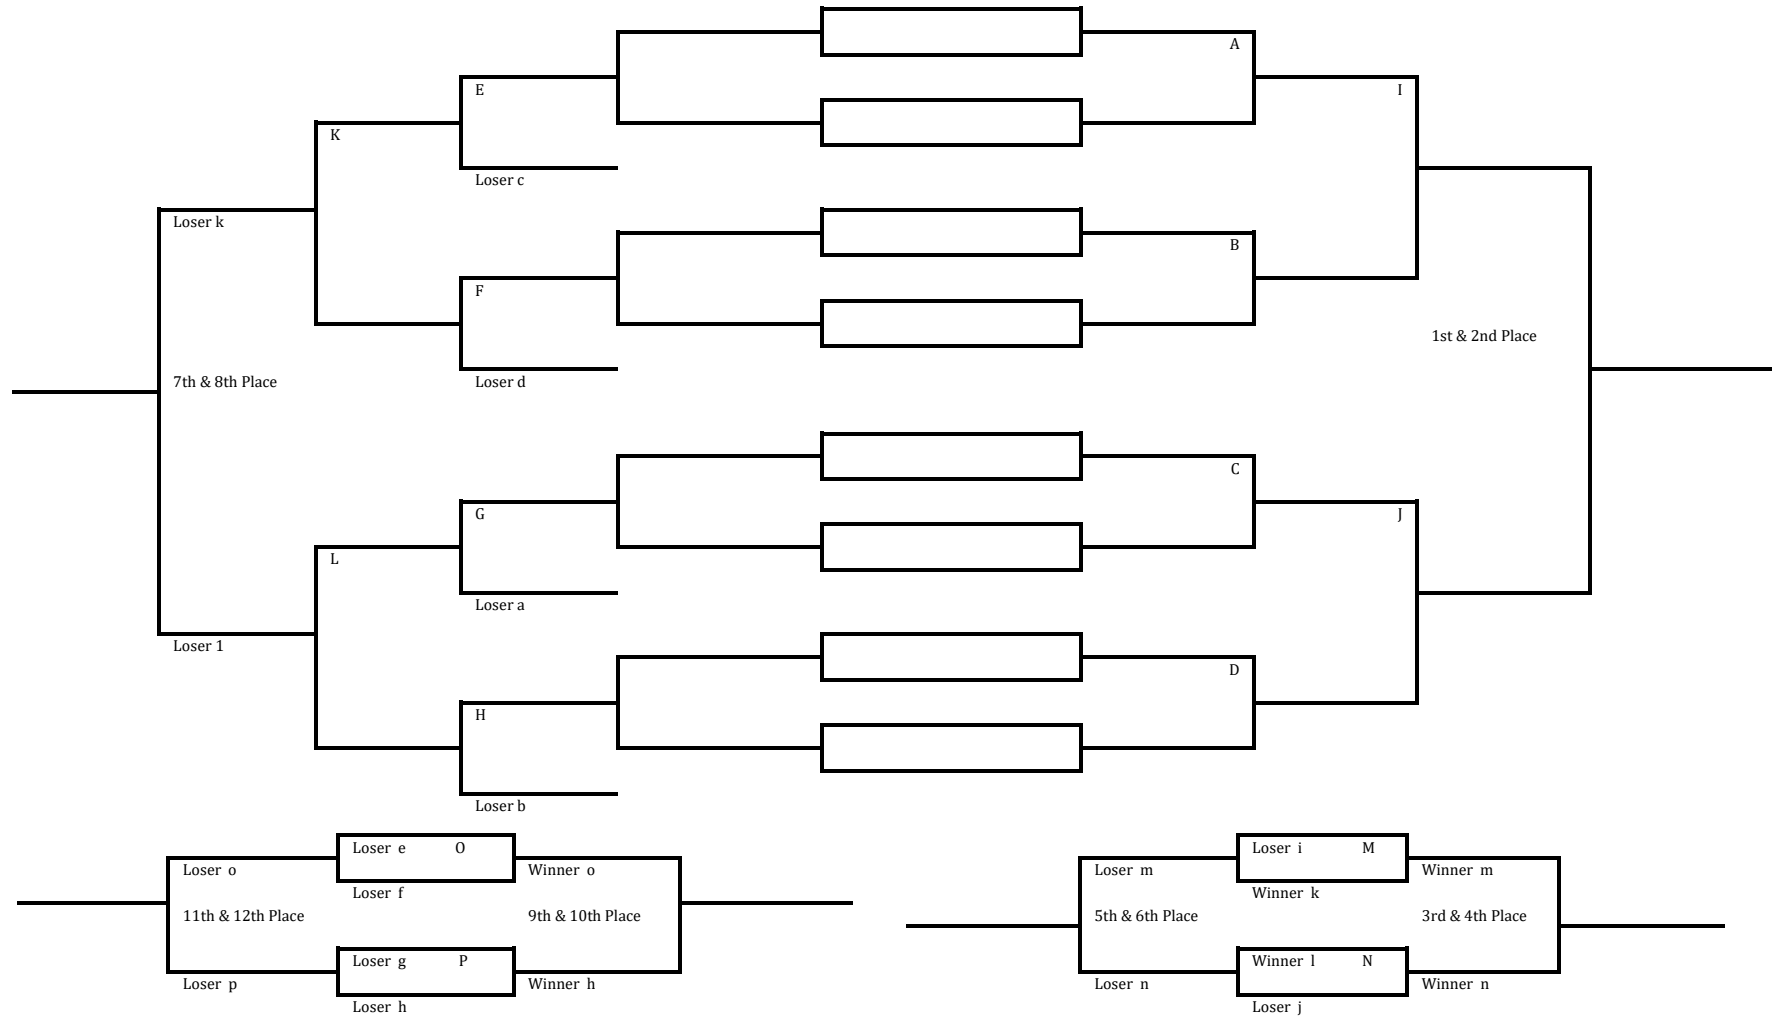 A
E
I
K
Loser c
Loser k
B
F
1st & 2nd Place
7th & 8th Place
Loser d
C
G
J
L
Loser a
Loser 1
D
H
Loser b
Loser e O
Loser i M
Loser o
Winner o
Loser m
Winner m
Loser f
Winner k
11th & 12th Place
9th & 10th Place
5th & 6th Place
3rd & 4th Place
Loser g P
Winner l N
Loser p
Winner h
Loser n
Winner n
Loser h
Loser j